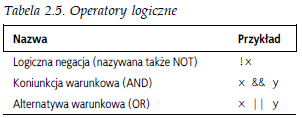 Tabela 2.5. Operatory logiczne
Nazwa Przykład
Logiczna negacja (nazywana także NOT) !x
Koniunkcja warunkowa (AND) x && y
Alternatywa warunkowa (OR) x || y